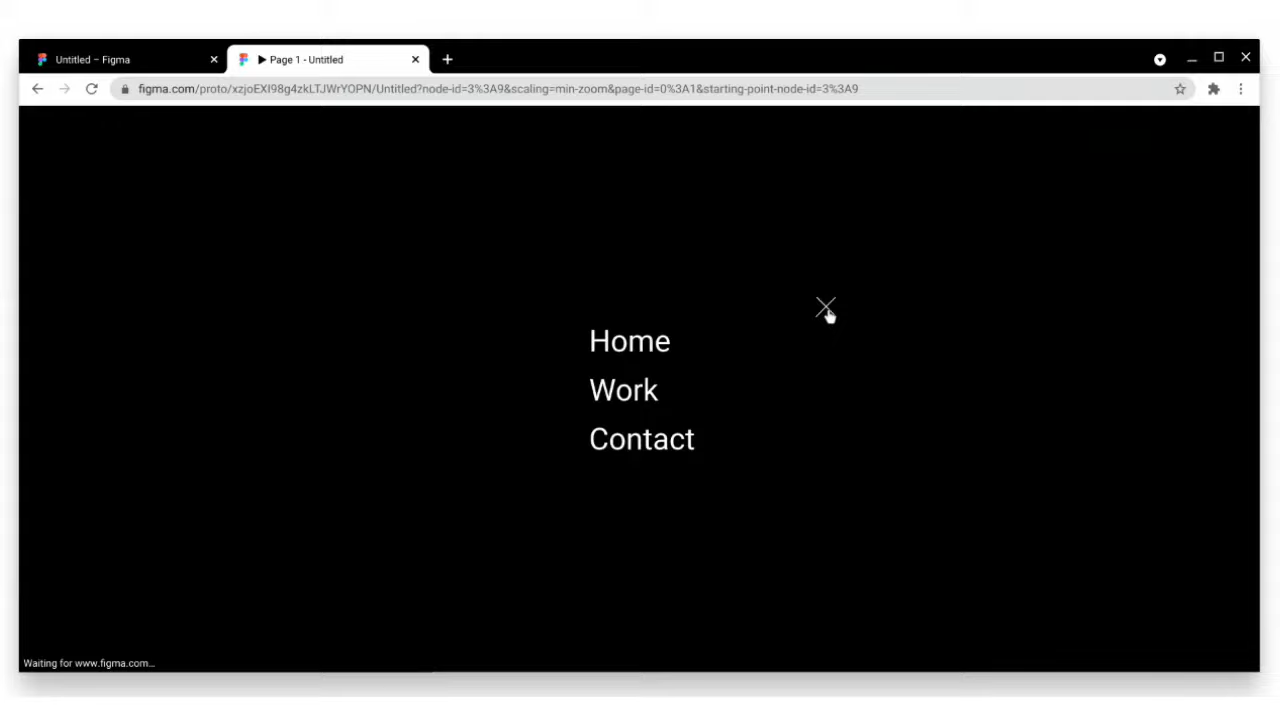 Untitled – Figma
▶ Page 1 - Untitled
figma.com/proto/xzjoEXI98g4zkLTJWrYOPN/Untitled?node-id=3%3A9&scaling=min-zoom&page-id=0%3A1&starting-point-node-id=3%3A9
Home
Work
Contact
Waiting for www.figma.com...